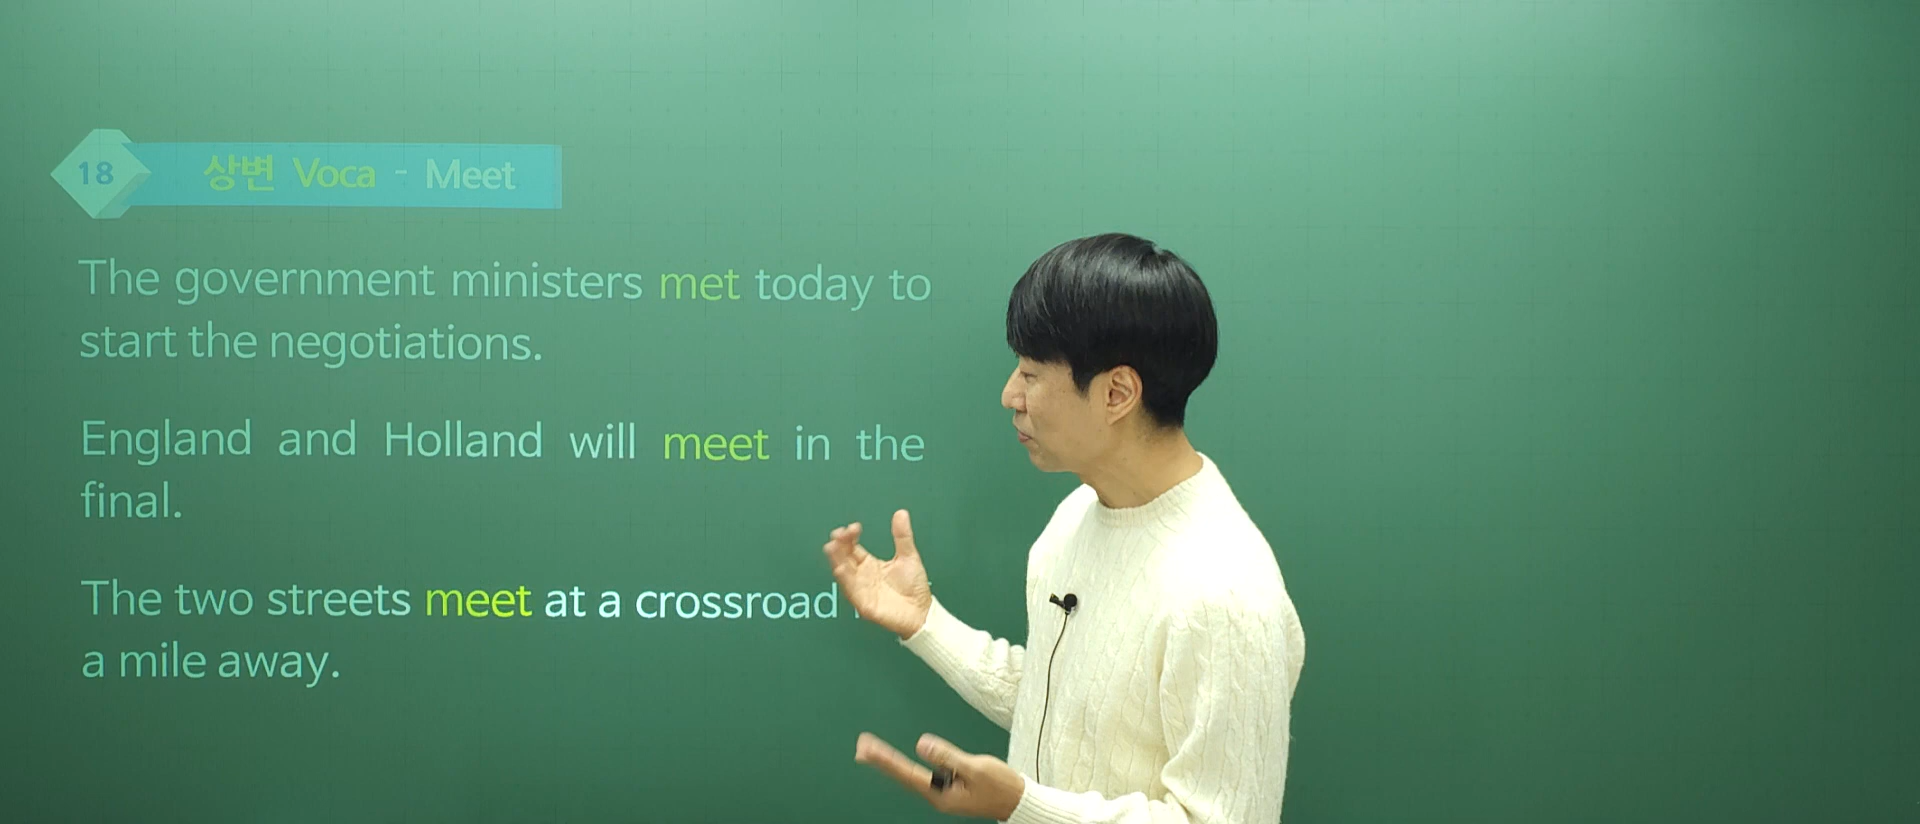 18
상변 Voca - Meet
The government ministers met today to
start the negotiations.
England and Holland will meet in the
final.
The two streets meet at a crossroad
a mile away.